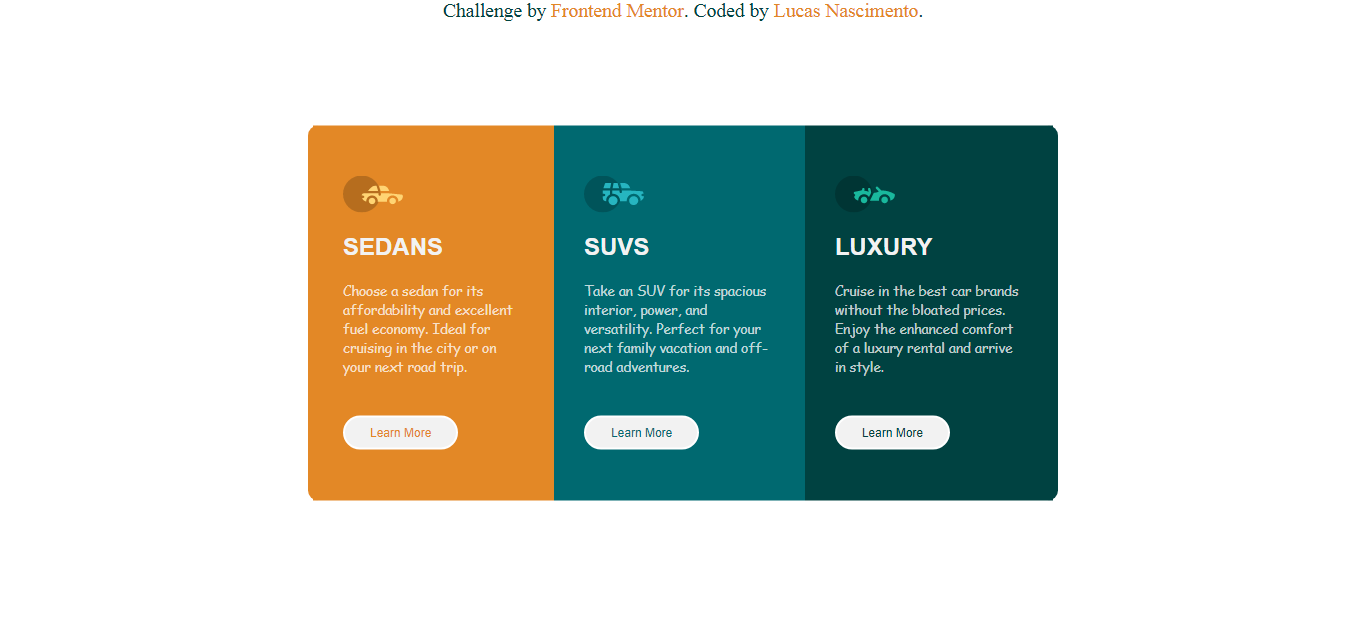 Challenge by Frontend Mentor. Coded by Lucas Nascimento.
SEDANS
Choose a sedan for its
affordability and excellent
fuel economy. Ideal for
cruising in the city or on
your next road trip.
Learn More
SUVS
Take an SUV for its spacious
interior, power, and
versatility. Perfect for your
next family vacation and off-
road adventures.
Learn More
LUXURY
Cruise in the best car brands
without the bloated prices.
Enjoy the enhanced comfort
of a luxury rental and arrive
in style.
Learn More